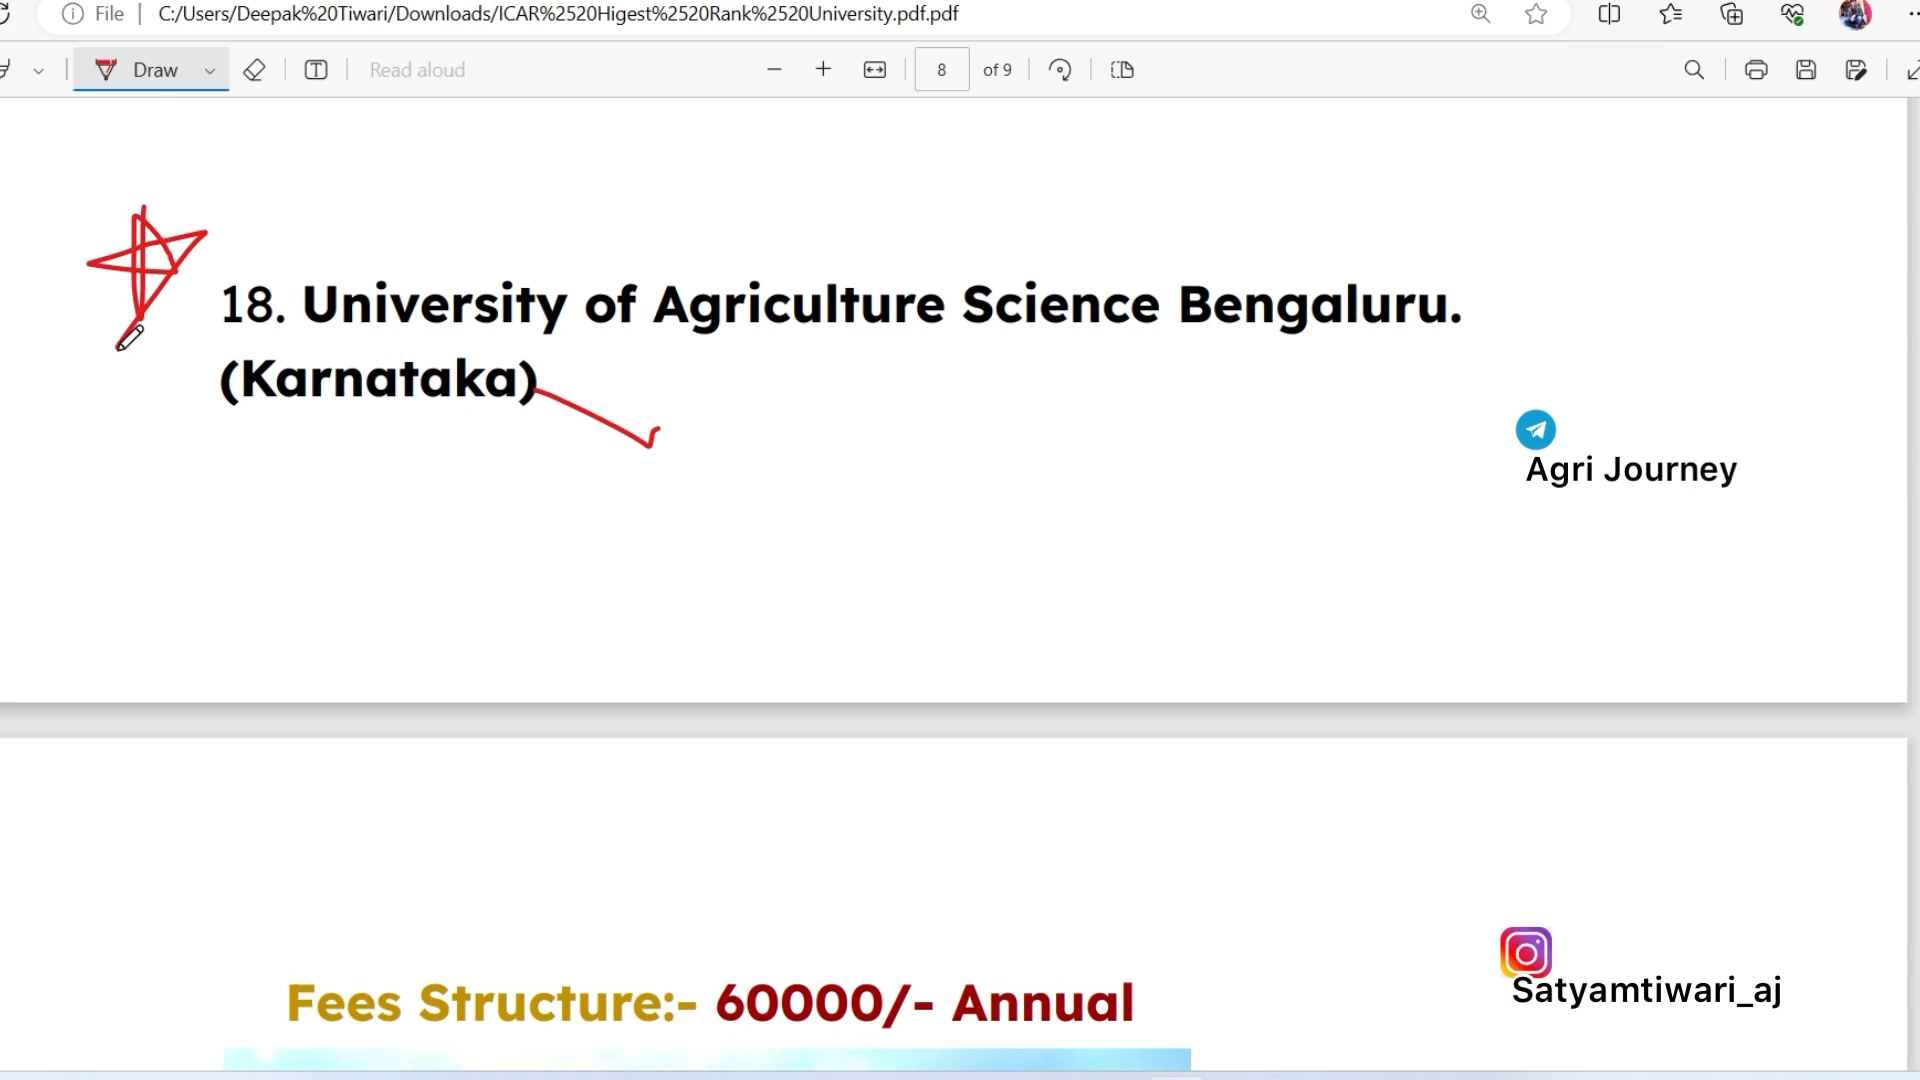 File
C:/Users/Deepak%20Tiwari/Downloads/ICAR%2520Higest%2520Rank%2520University.pdf.pdf
Draw
Read aloud
8 of 9
18. University of Agriculture Science Bengaluru.
(Karnataka)
Agri Journey
Satyamtiwari_aj
Fees Structure:- 60000/- Annual